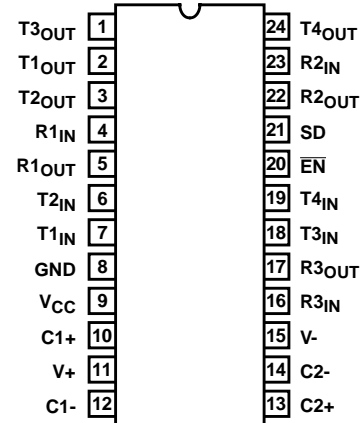 T3OUT 1 24 T4OUT
T1OUT 2 23 R2IN
T2OUT 3 22 R2OUT
R1IN 4 21 SD
R1OUT 5 20 E̅N̅
T2IN 6 19 T4IN
T1IN 7 18 T3IN
GND 8 17 R3OUT
VCC 9 16 R3IN
C1+ 10 15 V-
V+ 11 14 C2-
C1- 12 13 C2+